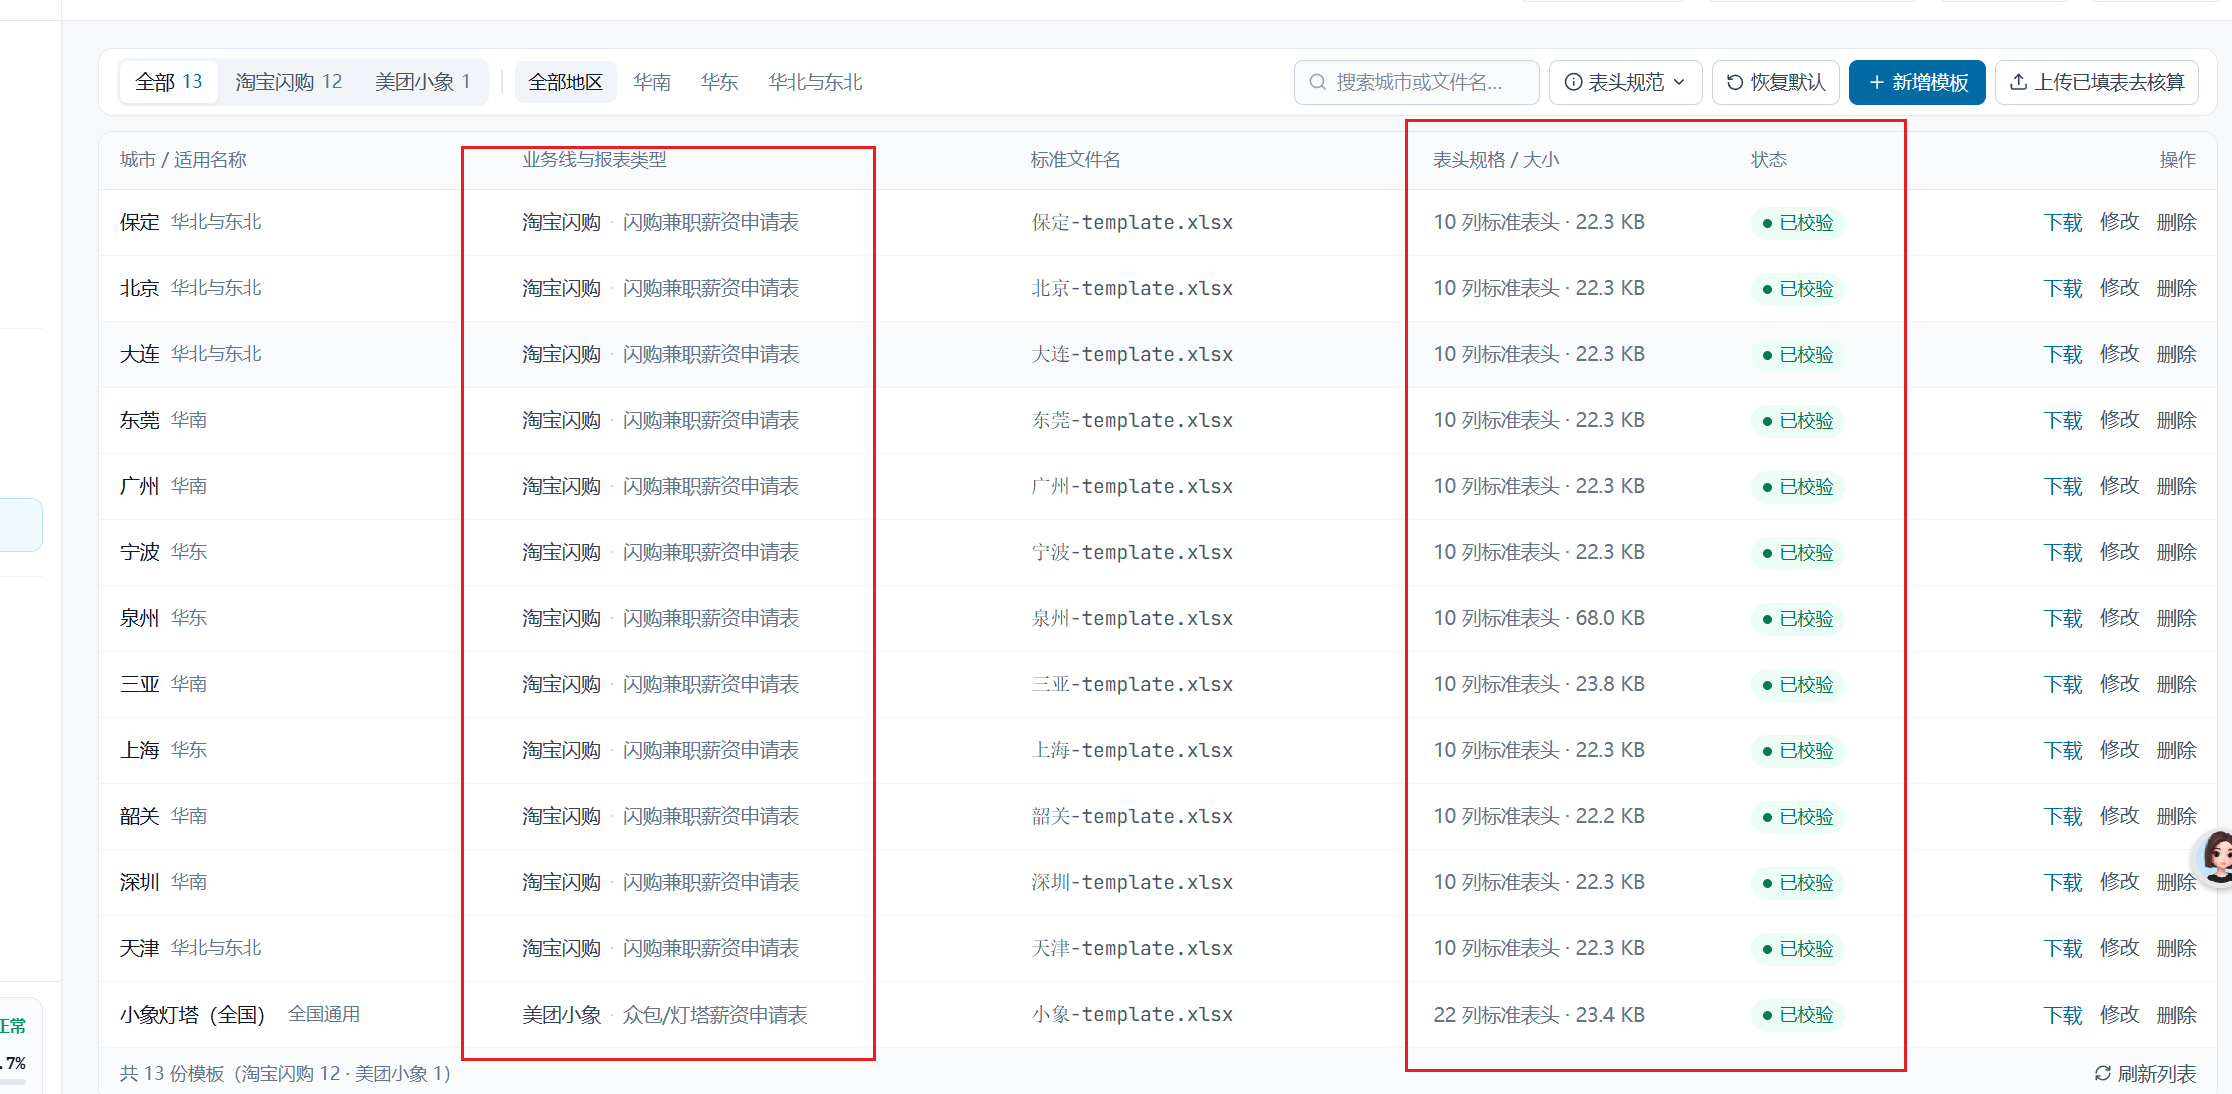 全部 13 淘宝闪购 12 美团小象 1 全部地区 华南 华东 华北与东北 搜索城市或文件名... 表头规范 恢复默认 + 新增模板 上传已填表去核算
城市 / 适用名称 业务线与报表类型 标准文件名 表头规格 / 大小 状态 操作
保定 华北与东北 淘宝闪购 · 闪购兼职薪资申请表 保定-template.xlsx 10 列标准表头 · 22.3 KB 已校验 下载 修改 删除
北京 华北与东北 淘宝闪购 · 闪购兼职薪资申请表 北京-template.xlsx 10 列标准表头 · 22.3 KB 已校验 下载 修改 删除
大连 华北与东北 淘宝闪购 · 闪购兼职薪资申请表 大连-template.xlsx 10 列标准表头 · 22.3 KB 已校验 下载 修改 删除
东莞 华南 淘宝闪购 · 闪购兼职薪资申请表 东莞-template.xlsx 10 列标准表头 · 22.3 KB 已校验 下载 修改 删除
广州 华南 淘宝闪购 · 闪购兼职薪资申请表 广州-template.xlsx 10 列标准表头 · 22.3 KB 已校验 下载 修改 删除
宁波 华东 淘宝闪购 · 闪购兼职薪资申请表 宁波-template.xlsx 10 列标准表头 · 22.3 KB 已校验 下载 修改 删除
泉州 华东 淘宝闪购 · 闪购兼职薪资申请表 泉州-template.xlsx 10 列标准表头 · 68.0 KB 已校验 下载 修改 删除
三亚 华南 淘宝闪购 · 闪购兼职薪资申请表 三亚-template.xlsx 10 列标准表头 · 23.8 KB 已校验 下载 修改 删除
上海 华东 淘宝闪购 · 闪购兼职薪资申请表 上海-template.xlsx 10 列标准表头 · 22.3 KB 已校验 下载 修改 删除
韶关 华南 淘宝闪购 · 闪购兼职薪资申请表 韶关-template.xlsx 10 列标准表头 · 22.2 KB 已校验 下载 修改 删除
深圳 华南 淘宝闪购 · 闪购兼职薪资申请表 深圳-template.xlsx 10 列标准表头 · 22.3 KB 已校验 下载 修改 删除
天津 华北与东北 淘宝闪购 · 闪购兼职薪资申请表 天津-template.xlsx 10 列标准表头 · 22.3 KB 已校验 下载 修改 删除
小象灯塔（全国） 全国通用 美团小象 · 众包/灯塔薪资申请表 小象-template.xlsx 22 列标准表头 · 23.4 KB 已校验 下载 修改 删除
正常
.7%
共 13 份模板（淘宝闪购 12 · 美团小象 1） 刷新列表